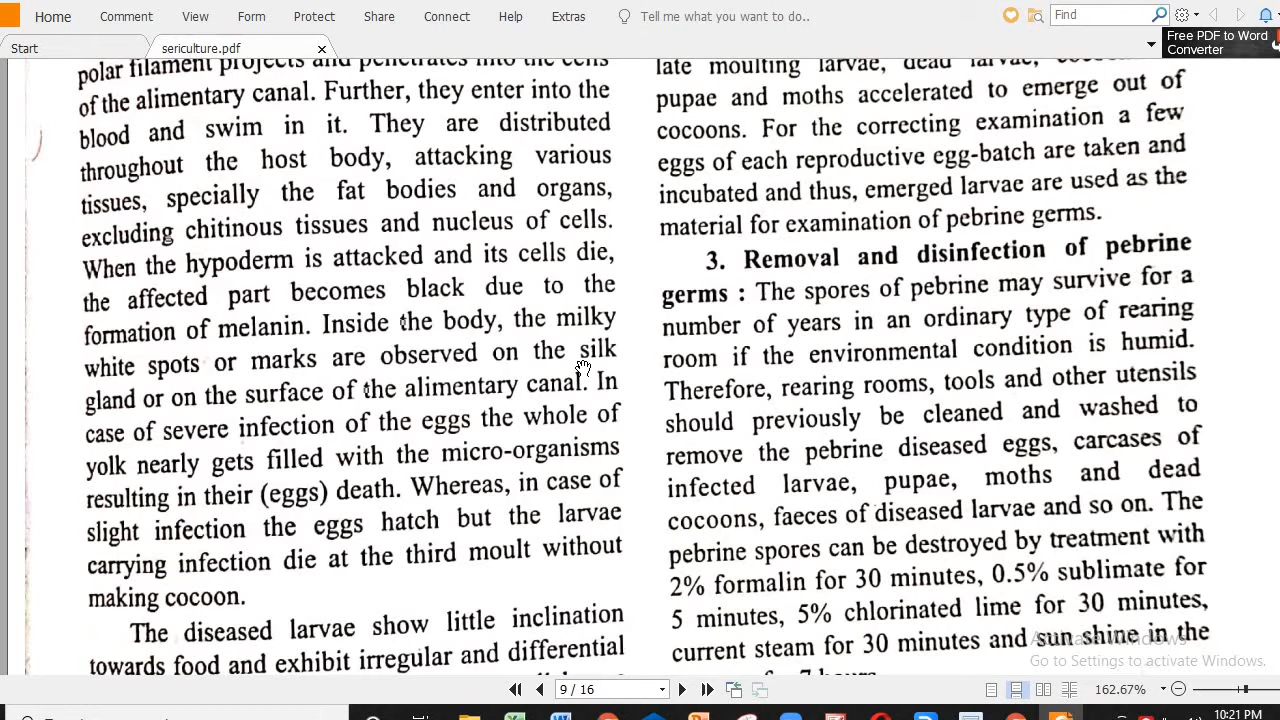 Home Comment View Form Protect Share Connect Help Extras Tell me what you want to do.. Find
Start sericulture.pdf x Free PDF to Word
Converter
polar filament projects and penetrates into the cells
of the alimentary canal. Further, they enter into the
blood and swim in it. They are distributed
throughout the host body, attacking various
tissues, specially the fat bodies and organs,
excluding chitinous tissues and nucleus of cells.
When the hypoderm is attacked and its cells die,
the affected part becomes black due to the
formation of melanin. Inside the body, the milky
white spots or marks are observed on the silk
gland or on the surface of the alimentary canal. In
case of severe infection of the eggs the whole of
yolk nearly gets filled with the micro-organisms
resulting in their (eggs) death. Whereas, in case of
slight infection the eggs hatch but the larvae
carrying infection die at the third moult without
making cocoon.
The diseased larvae show little inclination
towards food and exhibit irregular and differential
late moulting larvae, dead larvae,
pupae and moths accelerated to emerge out of
cocoons. For the correcting examination a few
eggs of each reproductive egg-batch are taken and
incubated and thus, emerged larvae are used as the
material for examination of pebrine germs.
3. Removal and disinfection of pebrine
germs : The spores of pebrine may survive for a
number of years in an ordinary type of rearing
room if the environmental condition is humid.
Therefore, rearing rooms, tools and other utensils
should previously be cleaned and washed to
remove the pebrine diseased eggs, carcases of
infected larvae, pupae, moths and dead
cocoons, faeces of diseased larvae and so on. The
pebrine spores can be destroyed by treatment with
2% formalin for 30 minutes, 0.5% sublimate for
5 minutes, 5% chlorinated lime for 30 minutes,
current steam for 30 minutes and sun shine in the
7 hours
Activate Windows
Go to Settings to activate Windows.
9 / 16 162.67%
10:21 PM